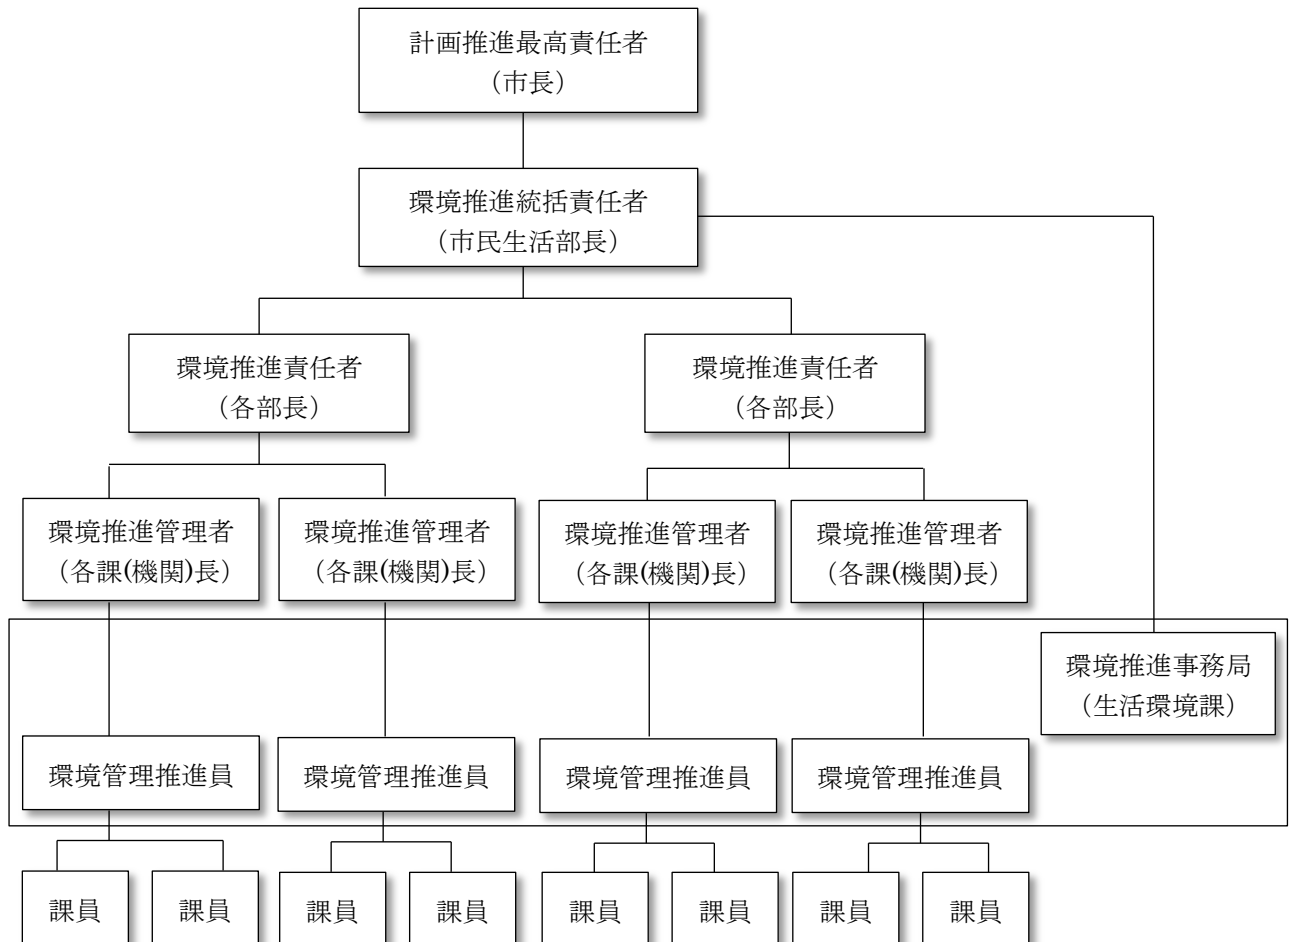 計画推進最高責任者
（市長）
環境推進統括責任者
（市民生活部長）
環境推進責任者
（各部長）
環境推進責任者
（各部長）
環境推進管理者
（各課(機関)長）
環境推進管理者
（各課(機関)長）
環境推進管理者
（各課(機関)長）
環境推進管理者
（各課(機関)長）
環境推進事務局
（生活環境課）
環境管理推進員
環境管理推進員
環境管理推進員
環境管理推進員
課員
課員
課員
課員
課員
課員
課員
課員